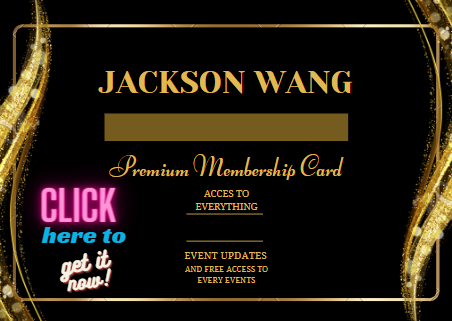 JACKSON WANG
Premium Membership Card
ACCES TO
EVERYTHING
CLICK
here to
get it
now!
EVENT UPDATES
AND FREE ACCESS TO
EVERY EVENTS